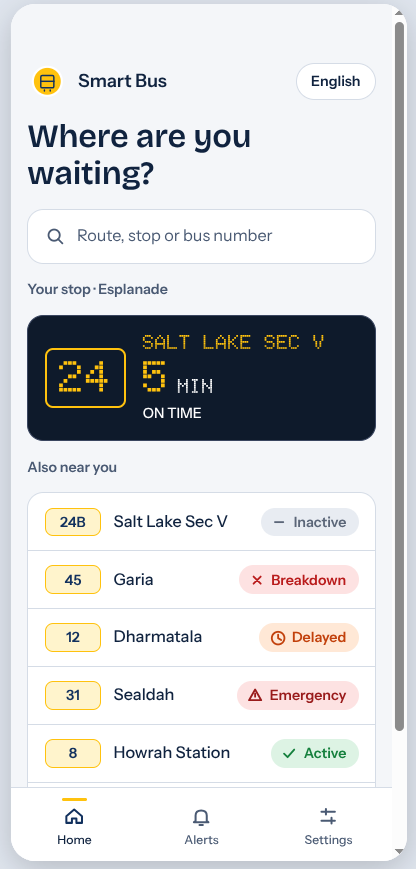 Smart Bus
English
Where are you
waiting?
Route, stop or bus number
Your stop · Esplanade
SALT LAKE SEC V
24
5 MIN
ON TIME
Also near you
24B Salt Lake Sec V Inactive
45 Garia Breakdown
12 Dharmatala Delayed
31 Sealdah Emergency
8 Howrah Station Active
Home Alerts Settings